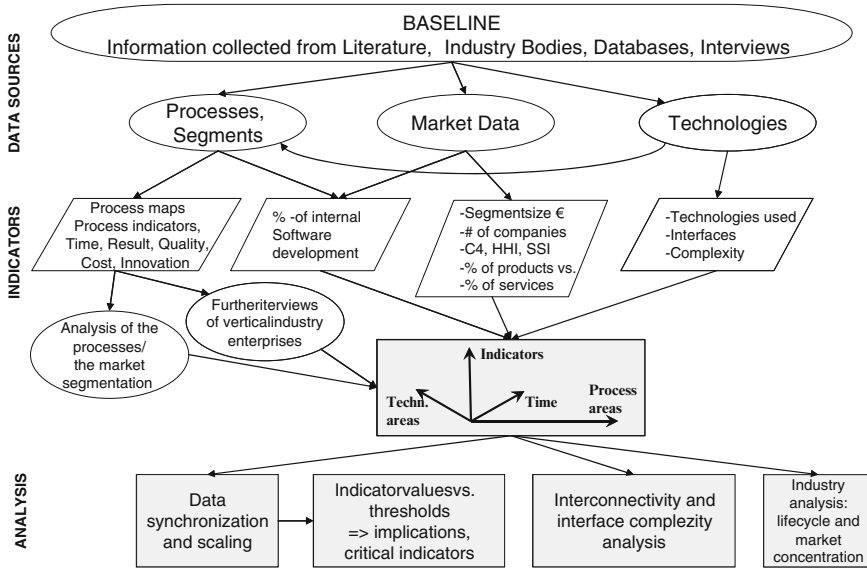 BASELINE
Information collected from Literature, Industry Bodies, Databases, Interviews
DATA SOURCES
Processes,
Segments
Market Data
Technologies
INDICATORS
Process maps
Process indicators,
Time, Result, Quality,
Cost, Innovation
% -of internal
Software
development
-Segmentsize €
-# of companies
-C4, HHI, SSI
-% of products vs.
-% of services
-Technologies used
-Interfaces
-Complexity
Analysis of the
processes/
the market
segmentation
Furtheriterviews
of verticalindustry
enterprises
Indicators
Techn.
areas
Time
Process
areas
ANALYSIS
Data
synchronization
and scaling
Indicatorvaluesvs.
thresholds
=> implications,
critical indicators
Interconnectivity and
interface complezity
analysis
Industry
analysis:
lifecycle and
market
concentration